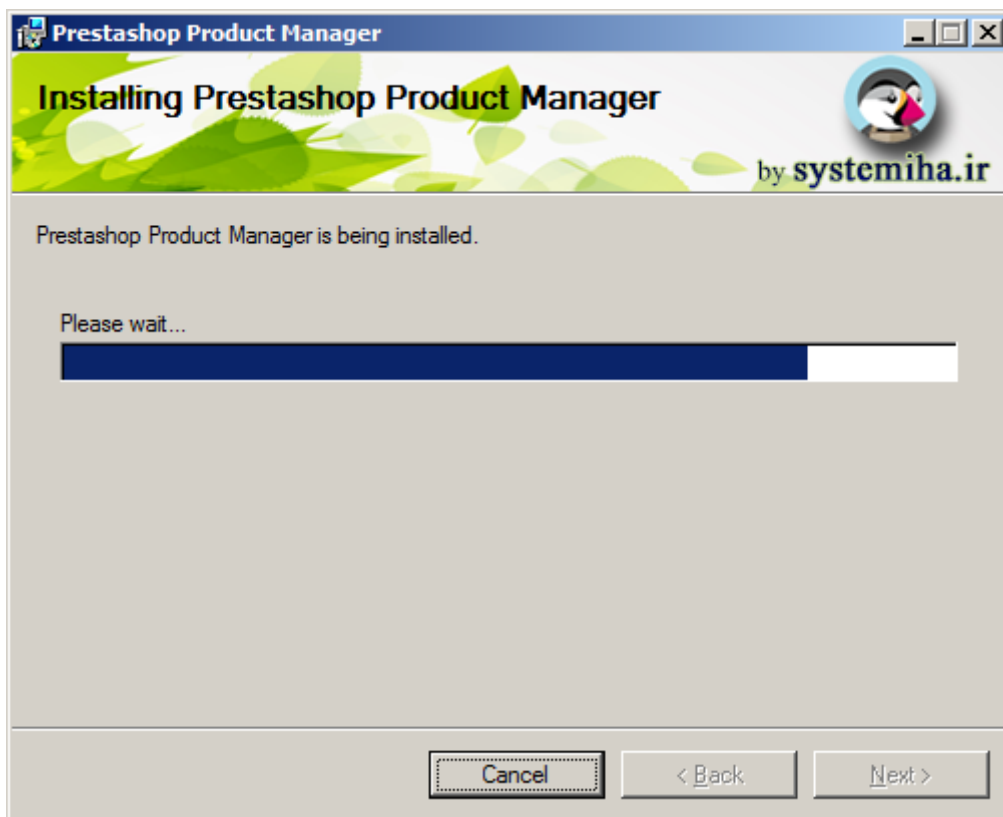 Prestashop Product Manager
Installing Prestashop Product Manager
by systemiha.ir
Prestashop Product Manager is being installed.
Please wait...
Cancel
< Back
Next >